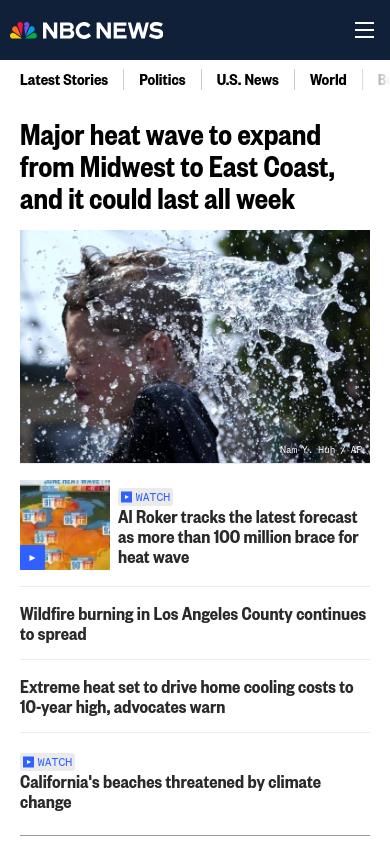 NBC NEWS
Latest Stories
Politics
U.S. News
World
Major heat wave to expand
from Midwest to East Coast,
and it could last all week
Nam Y. Huh / AP
WATCH
Al Roker tracks the latest forecast
as more than 100 million brace for
heat wave
Wildfire burning in Los Angeles County continues
to spread
Extreme heat set to drive home cooling costs to
10-year high, advocates warn
WATCH
California's beaches threatened by climate
change